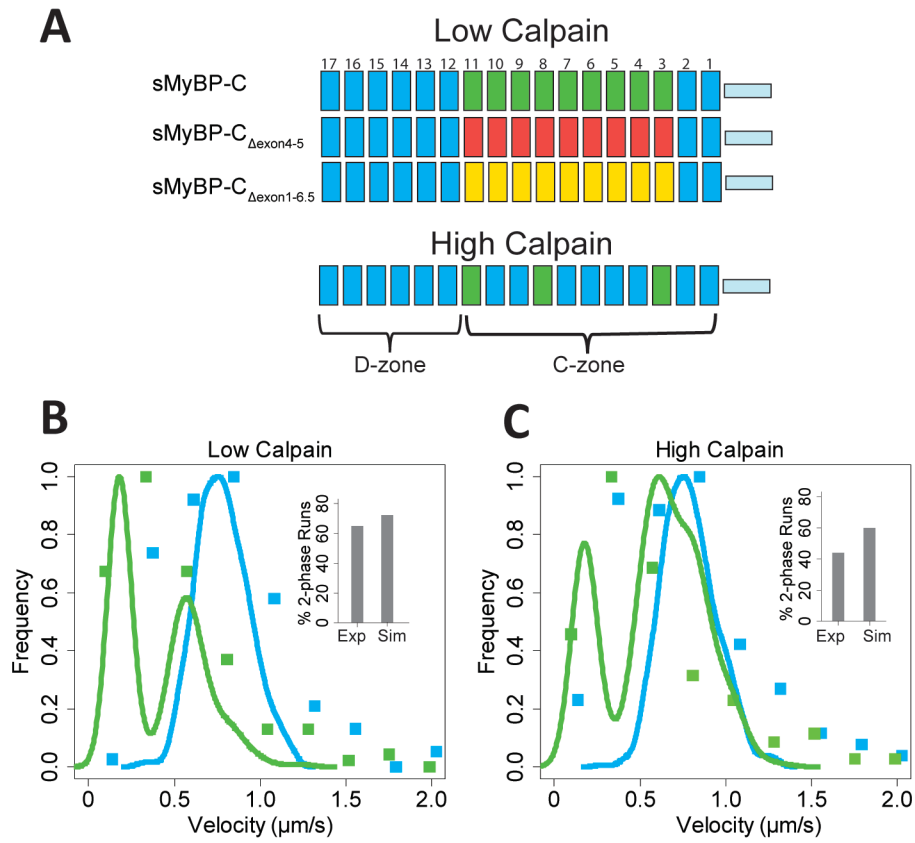 A
Low Calpain
17 16 15 14 13 12 11 10 9 8 7 6 5 4 3 2 1
sMyBP-C
sMyBP-CΔexon4-5
sMyBP-CΔexon1-6.5
High Calpain
D-zone C-zone
B
Low Calpain
Frequency
0.0 0.2 0.4 0.6 0.8 1.0
0 0.5 1.0 1.5 2.0
Velocity (µm/s)
% 2-phase Runs
0 20 40 60 80
Exp Sim
C
High Calpain
Frequency
0.0 0.2 0.4 0.6 0.8 1.0
0 0.5 1.0 1.5 2.0
Velocity (µm/s)
% 2-phase Runs
0 20 40 60 80
Exp Sim